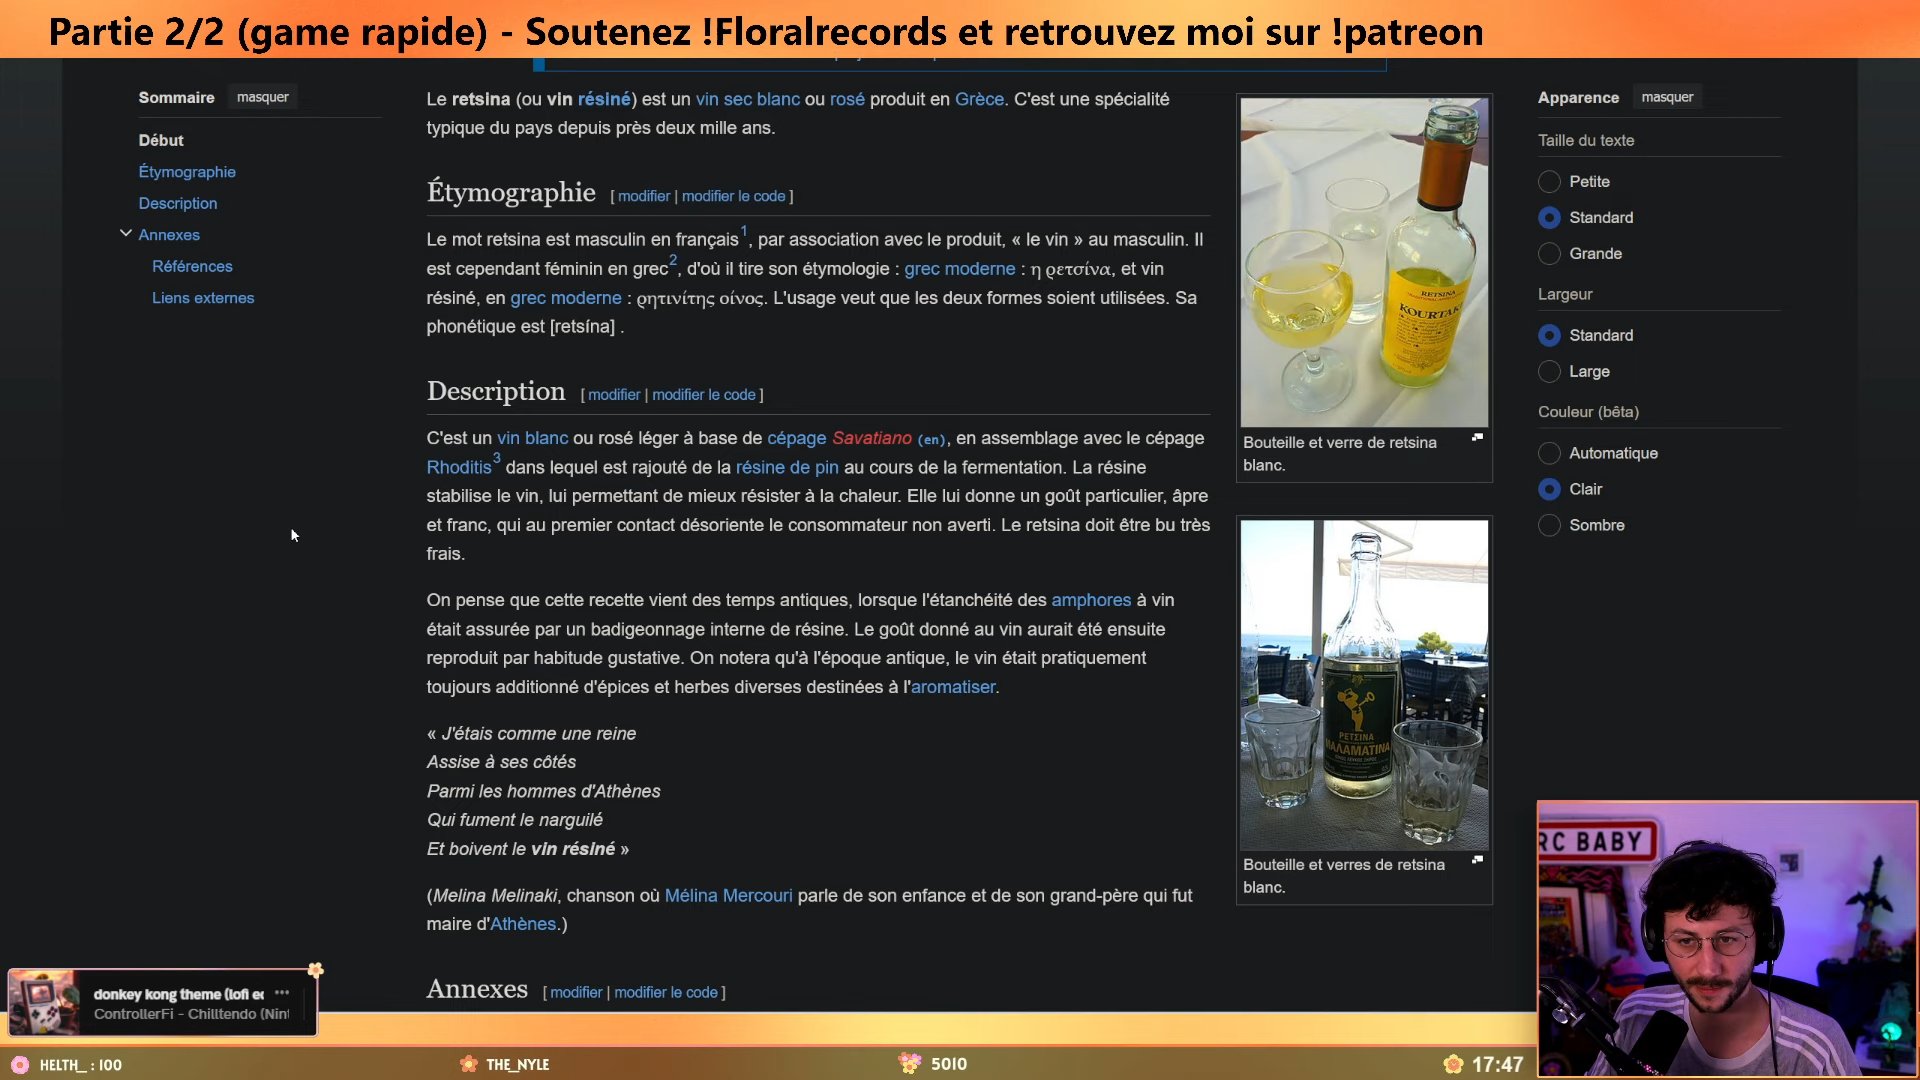 Partie 2/2 (game rapide) - Soutenez !Floralrecords et retrouvez moi sur !patreon
Sommaire masquer
Début
Étymographie
Description
Annexes
Références
Liens externes
Le retsina (ou vin résiné) est un vin sec blanc ou rosé produit en Grèce. C'est une spécialité
typique du pays depuis près deux mille ans.
Étymographie [ modifier | modifier le code ]
Le mot retsina est masculin en français1, par association avec le produit, « le vin » au masculin. Il
est cependant féminin en grec2, d'où il tire son étymologie : grec moderne : η ρετσίνα, et vin
résiné, en grec moderne : ρητινίτης οίνος. L'usage veut que les deux formes soient utilisées. Sa
phonétique est [retsína] .
Description [ modifier | modifier le code ]
C'est un vin blanc ou rosé léger à base de cépage Savatiano (en), en assemblage avec le cépage
Rhoditis3 dans lequel est rajouté de la résine de pin au cours de la fermentation. La résine
stabilise le vin, lui permettant de mieux résister à la chaleur. Elle lui donne un goût particulier, âpre
et franc, qui au premier contact désoriente le consommateur non averti. Le retsina doit être bu très
frais.
On pense que cette recette vient des temps antiques, lorsque l'étanchéité des amphores à vin
était assurée par un badigeonnage interne de résine. Le goût donné au vin aurait été ensuite
reproduit par habitude gustative. On notera qu'à l'époque antique, le vin était pratiquement
toujours additionné d'épices et herbes diverses destinées à l'aromatiser.
« J'étais comme une reine
Assise à ses côtés
Parmi les hommes d'Athènes
Qui fument le narguilé
Et boivent le vin résiné »
(Melina Melinaki, chanson où Mélina Mercouri parle de son enfance et de son grand-père qui fut
maire d'Athènes.)
Annexes [ modifier | modifier le code ]
RETSINA
KOURTAKI
Bouteille et verre de retsina
blanc.
ΡΕΤΣΙΝΑ
ΜΑΛΑΜΑΤΙΝΑ
Bouteille et verres de retsina
blanc.
Apparence masquer
Taille du texte
Petite
Standard
Grande
Largeur
Standard
Large
Couleur (bêta)
Automatique
Clair
Sombre
RC BABY
donkey kong theme (lofi ec ···
ControllerFi - Chilltendo (Nint
HELTH_ : 100
THE_NYLE
5010
17:47